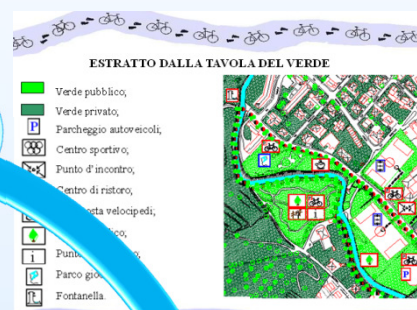 ESTRATTO DALLA TAVOLA DEL VERDE
Verde pubblico;
Verde privato;
P Parcheggio autoveicoli;
Centro sportivo;
Punto d'incontro;
Centro di ristoro;
velocipedi;
i
Parco
Fontanella.
P
i
P